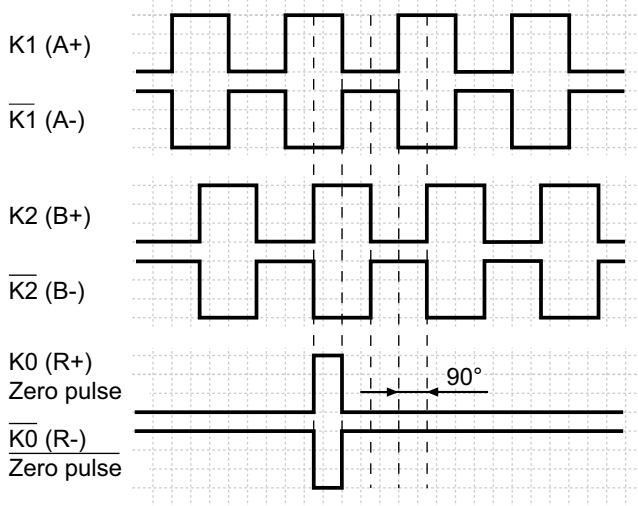 K1 (A+)
K1 (A-)
K2 (B+)
K2 (B-)
K0 (R+)
Zero pulse
90°
K0 (R-)
Zero pulse